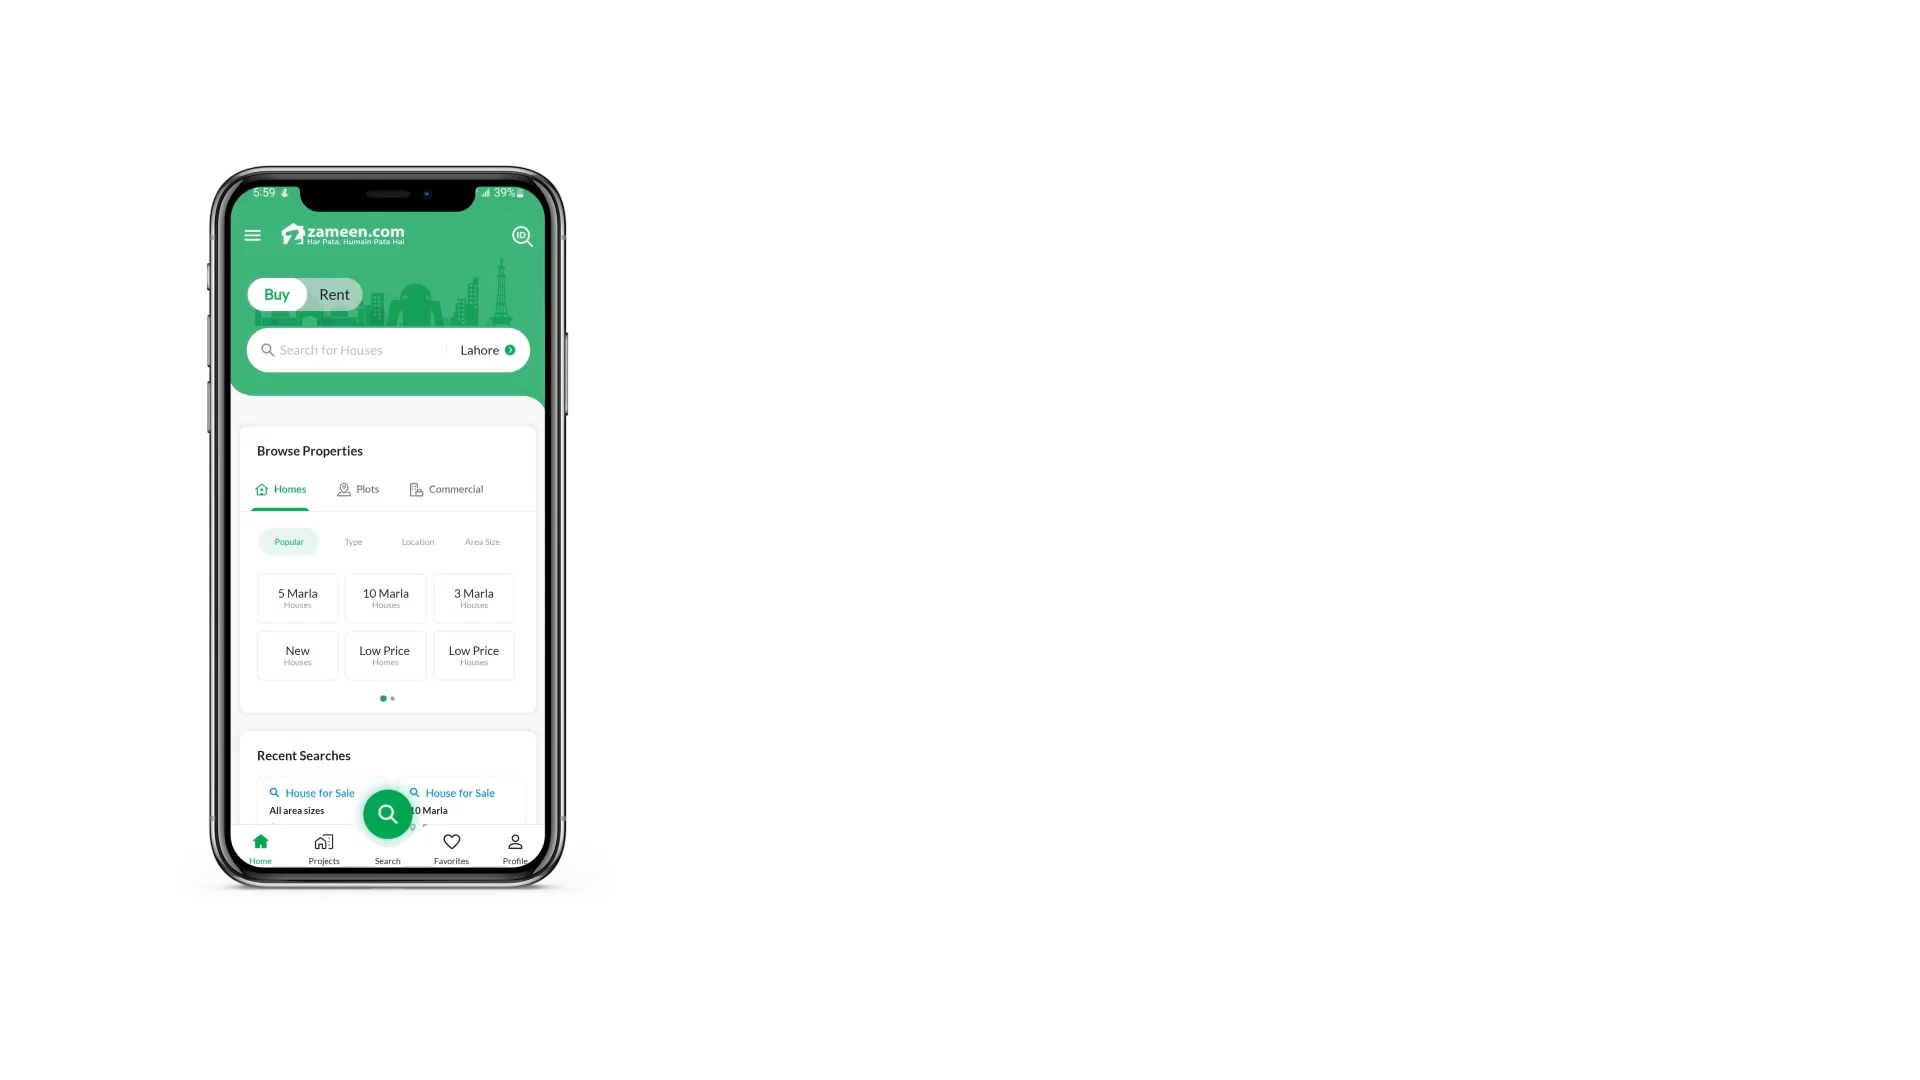 5:59 39%
zameen.com
Har Pata, Humain Pata Hai
ID
Buy Rent
Search for Houses Lahore
Browse Properties
Homes Plots Commercial
Popular Type Location Area Size
5 Marla 10 Marla 3 Marla
Houses Houses Houses
New Low Price Low Price
Houses Homes Houses
Recent Searches
House for Sale House for Sale
All area sizes 10 Marla
Home Projects Search Favorites Profile